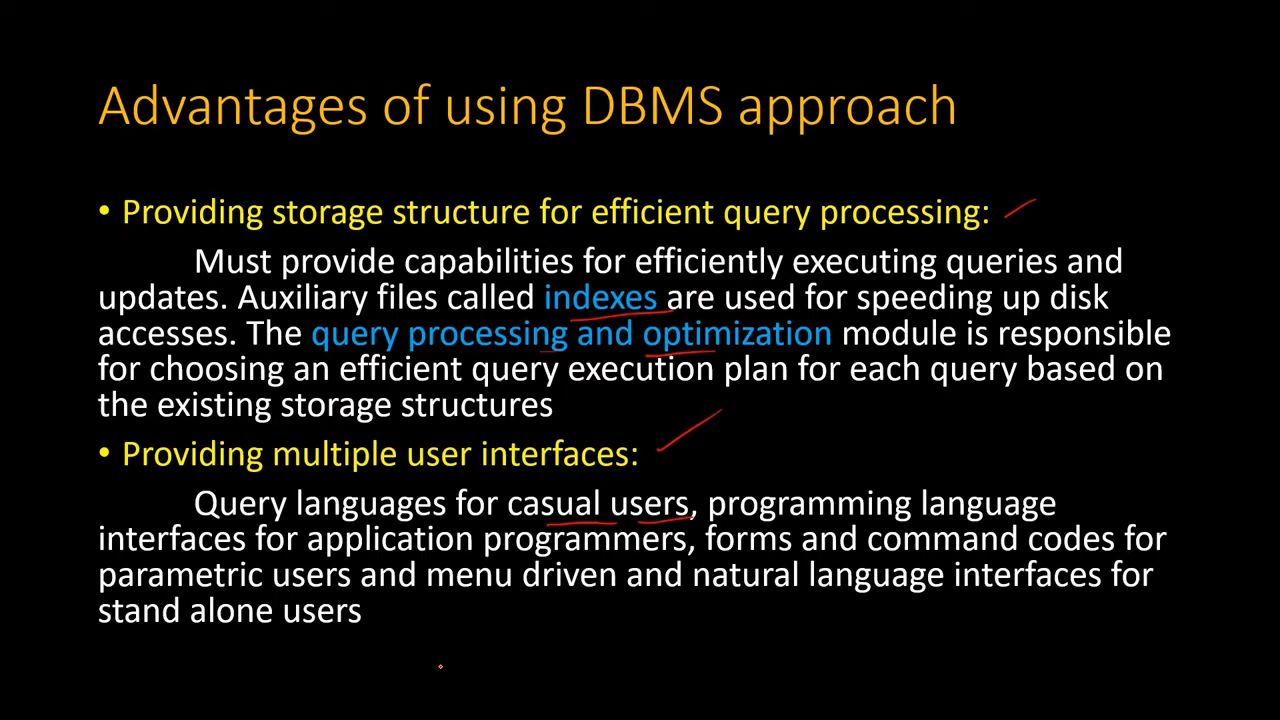 Advantages of using DBMS approach
• Providing storage structure for efficient query processing:
Must provide capabilities for efficiently executing queries and
updates. Auxiliary files called indexes are used for speeding up disk
accesses. The query processing and optimization module is responsible
for choosing an efficient query execution plan for each query based on
the existing storage structures
• Providing multiple user interfaces:
Query languages for casual users, programming language
interfaces for application programmers, forms and command codes for
parametric users and menu driven and natural language interfaces for
stand alone users